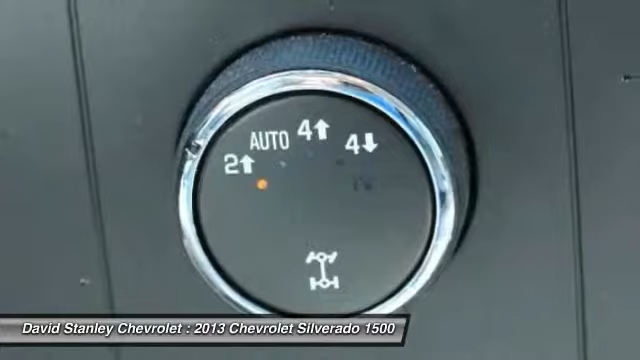 2↑ AUTO 4↑ 4↓
David Stanley Chevrolet : 2013 Chevrolet Silverado 1500